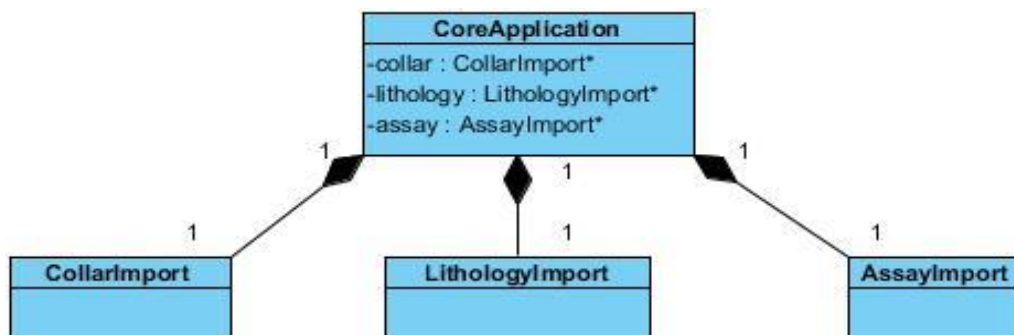 CoreApplication
-collar : CollarImport*
-lithology : LithologyImport*
-assay : AssayImport*
1
1
1
1
1
1
CollarImport
LithologyImport
AssayImport